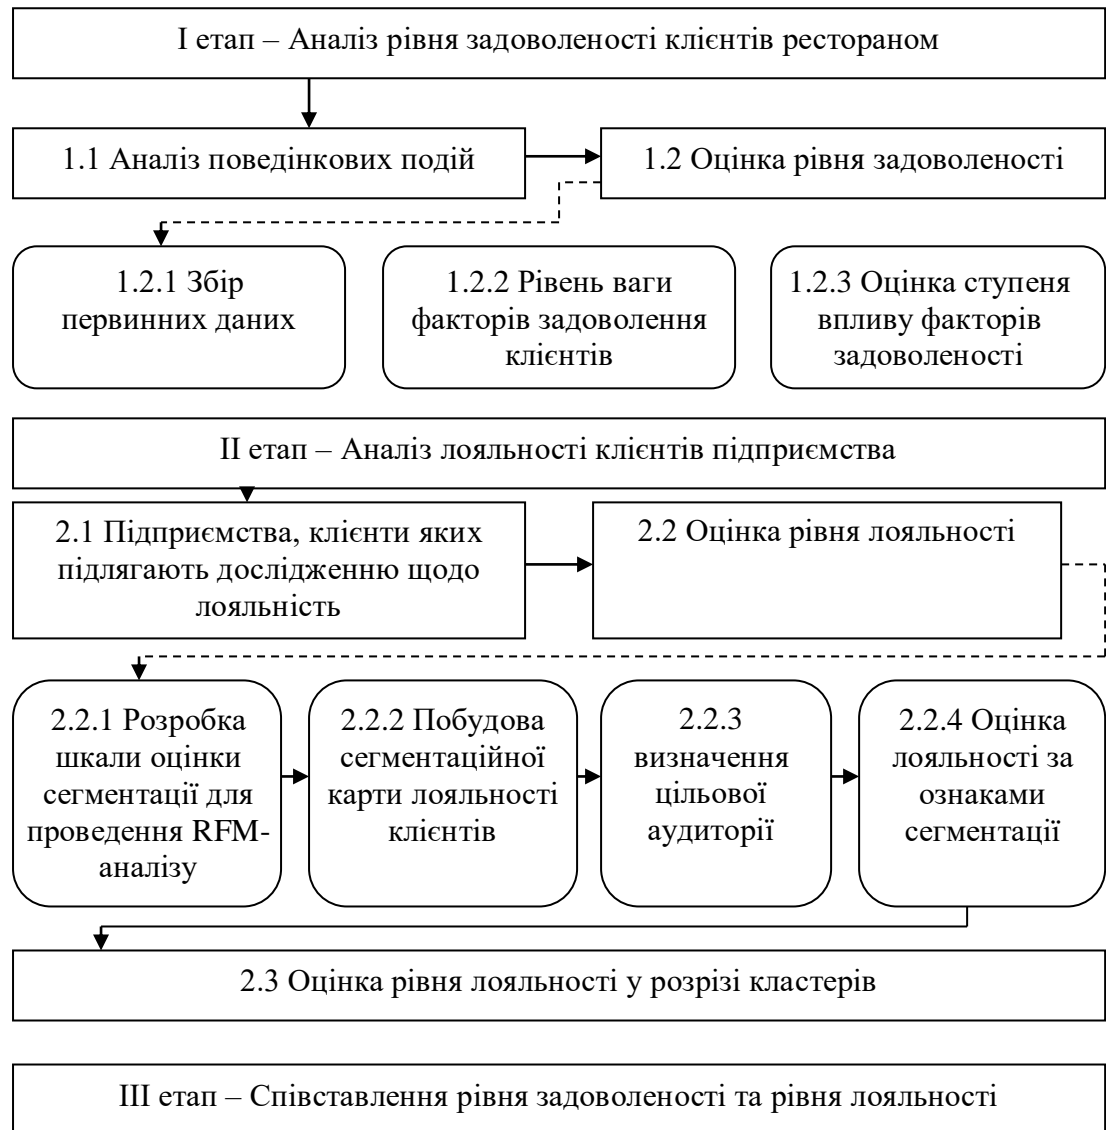 I етап – Аналіз рівня задоволеності клієнтів рестораном
1.1 Аналіз поведінкових подій
1.2 Оцінка рівня задоволеності
1.2.1 Збір
первинних даних
1.2.2 Рівень ваги
факторів задоволення
клієнтів
1.2.3 Оцінка ступеня
впливу факторів
задоволеності
II етап – Аналіз лояльності клієнтів підприємства
2.1 Підприємства, клієнти яких
підлягають дослідженню щодо
лояльність
2.2 Оцінка рівня лояльності
2.2.1 Розробка
шкали оцінки
сегментації для
проведення RFM-
аналізу
2.2.2 Побудова
сегментаційної
карти лояльності
клієнтів
2.2.3
визначення
цільової
аудиторії
2.2.4 Оцінка
лояльності за
ознаками
сегментації
2.3 Оцінка рівня лояльності у розрізі кластерів
III етап – Співставлення рівня задоволеності та рівня лояльності